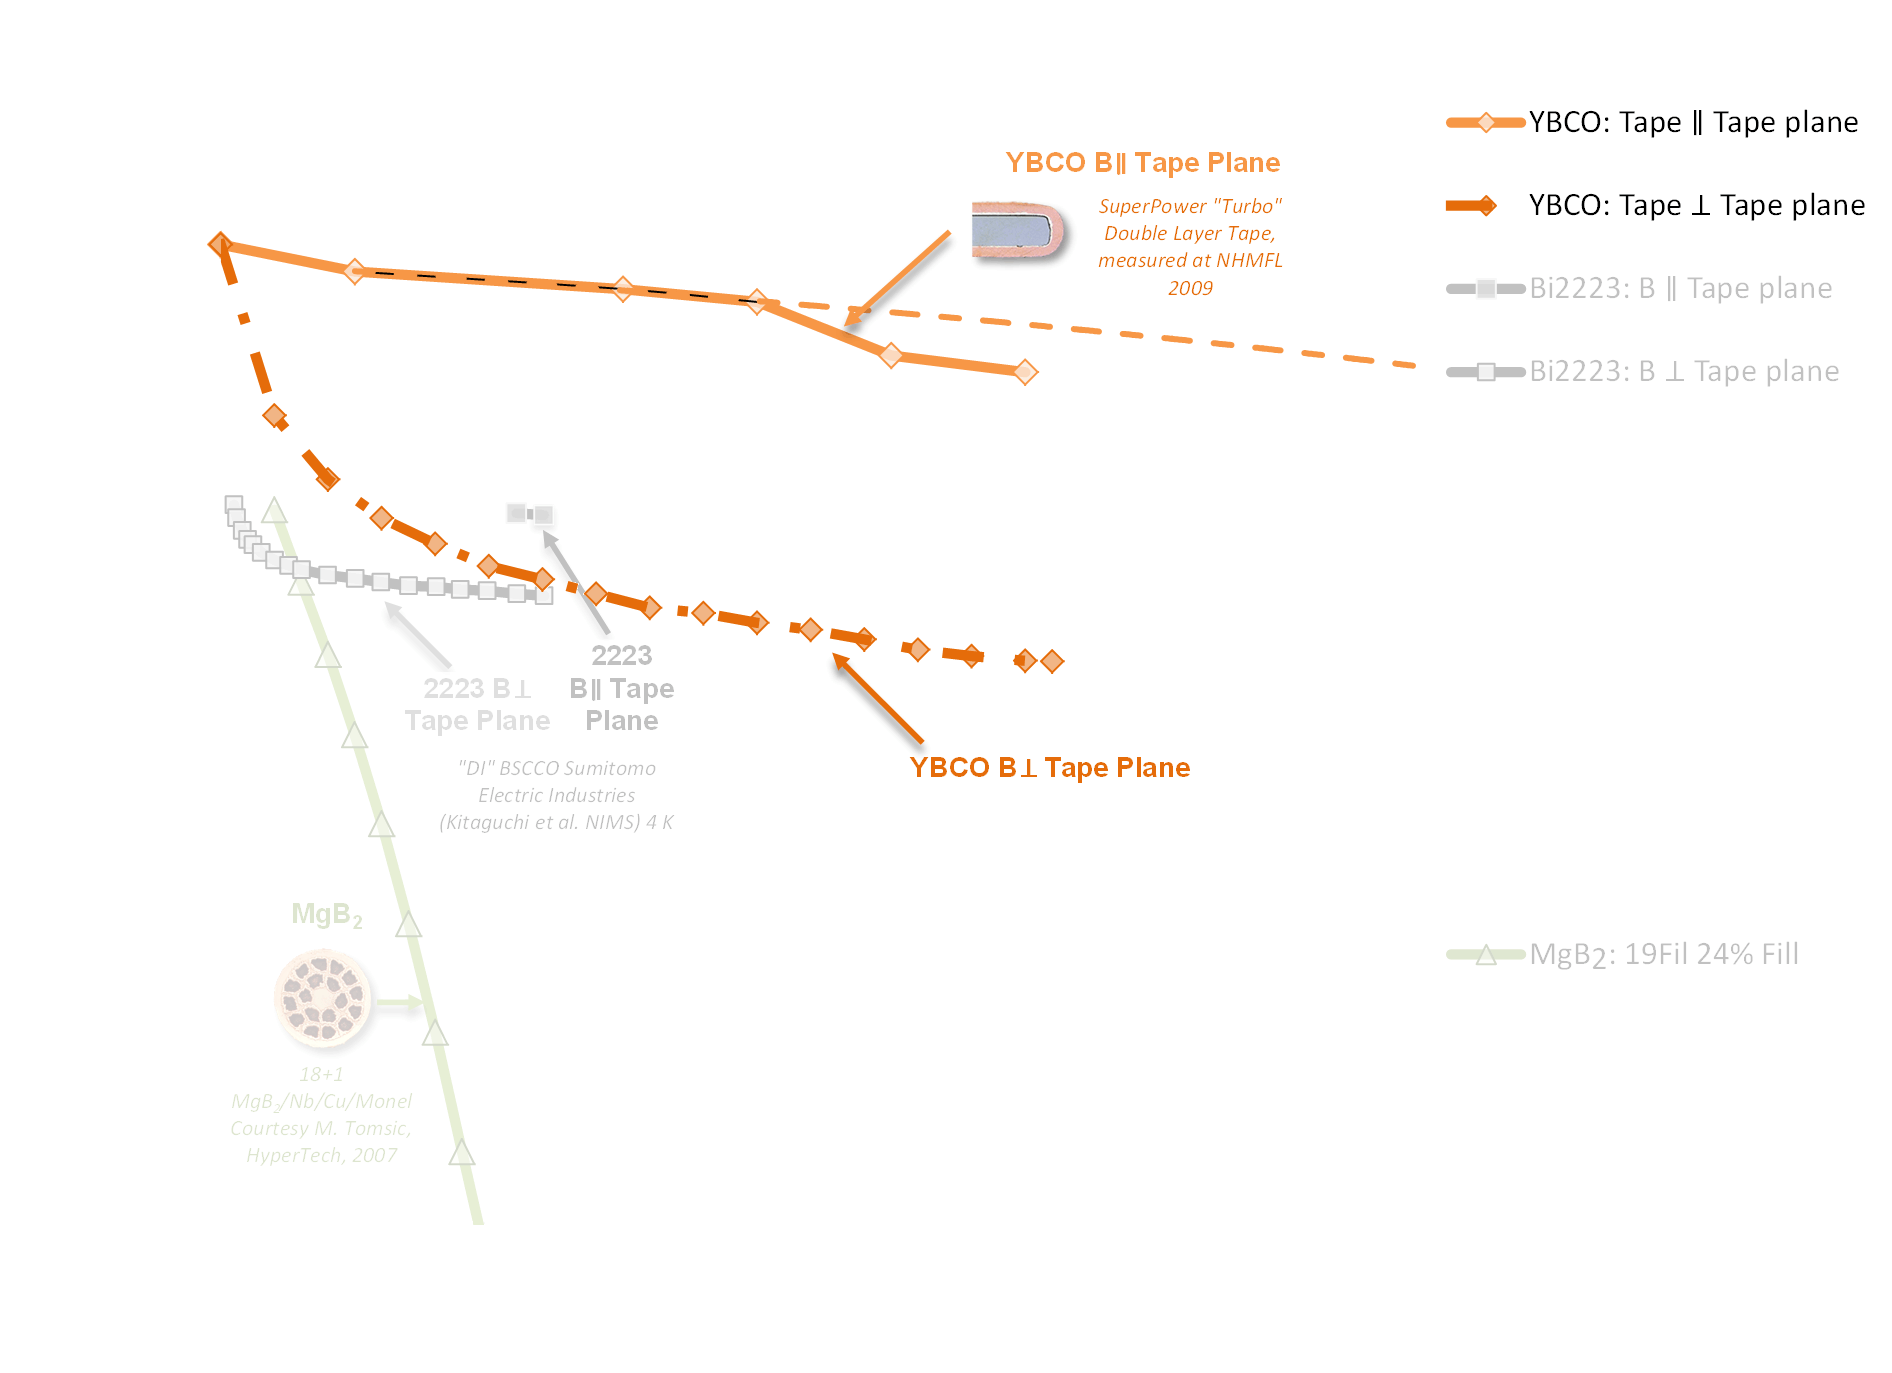 YBCO: Tape ∥ Tape plane
YBCO B∥ Tape Plane
SuperPower "Turbo"
Double Layer Tape,
measured at NHMFL
2009
YBCO: Tape ⊥ Tape plane
Bi2223: B ∥ Tape plane
Bi2223: B ⊥ Tape plane
2223
B∥ Tape
Plane
2223 B⊥
Tape Plane
"DI" BSCCO Sumitomo
Electric Industries
(Kitaguchi et al. NIMS) 4 K
YBCO B⊥ Tape Plane
MgB2
18+1
MgB2/Nb/Cu/Monel
Courtesy M. Tomsic,
HyperTech, 2007
MgB2: 19Fil 24% Fill